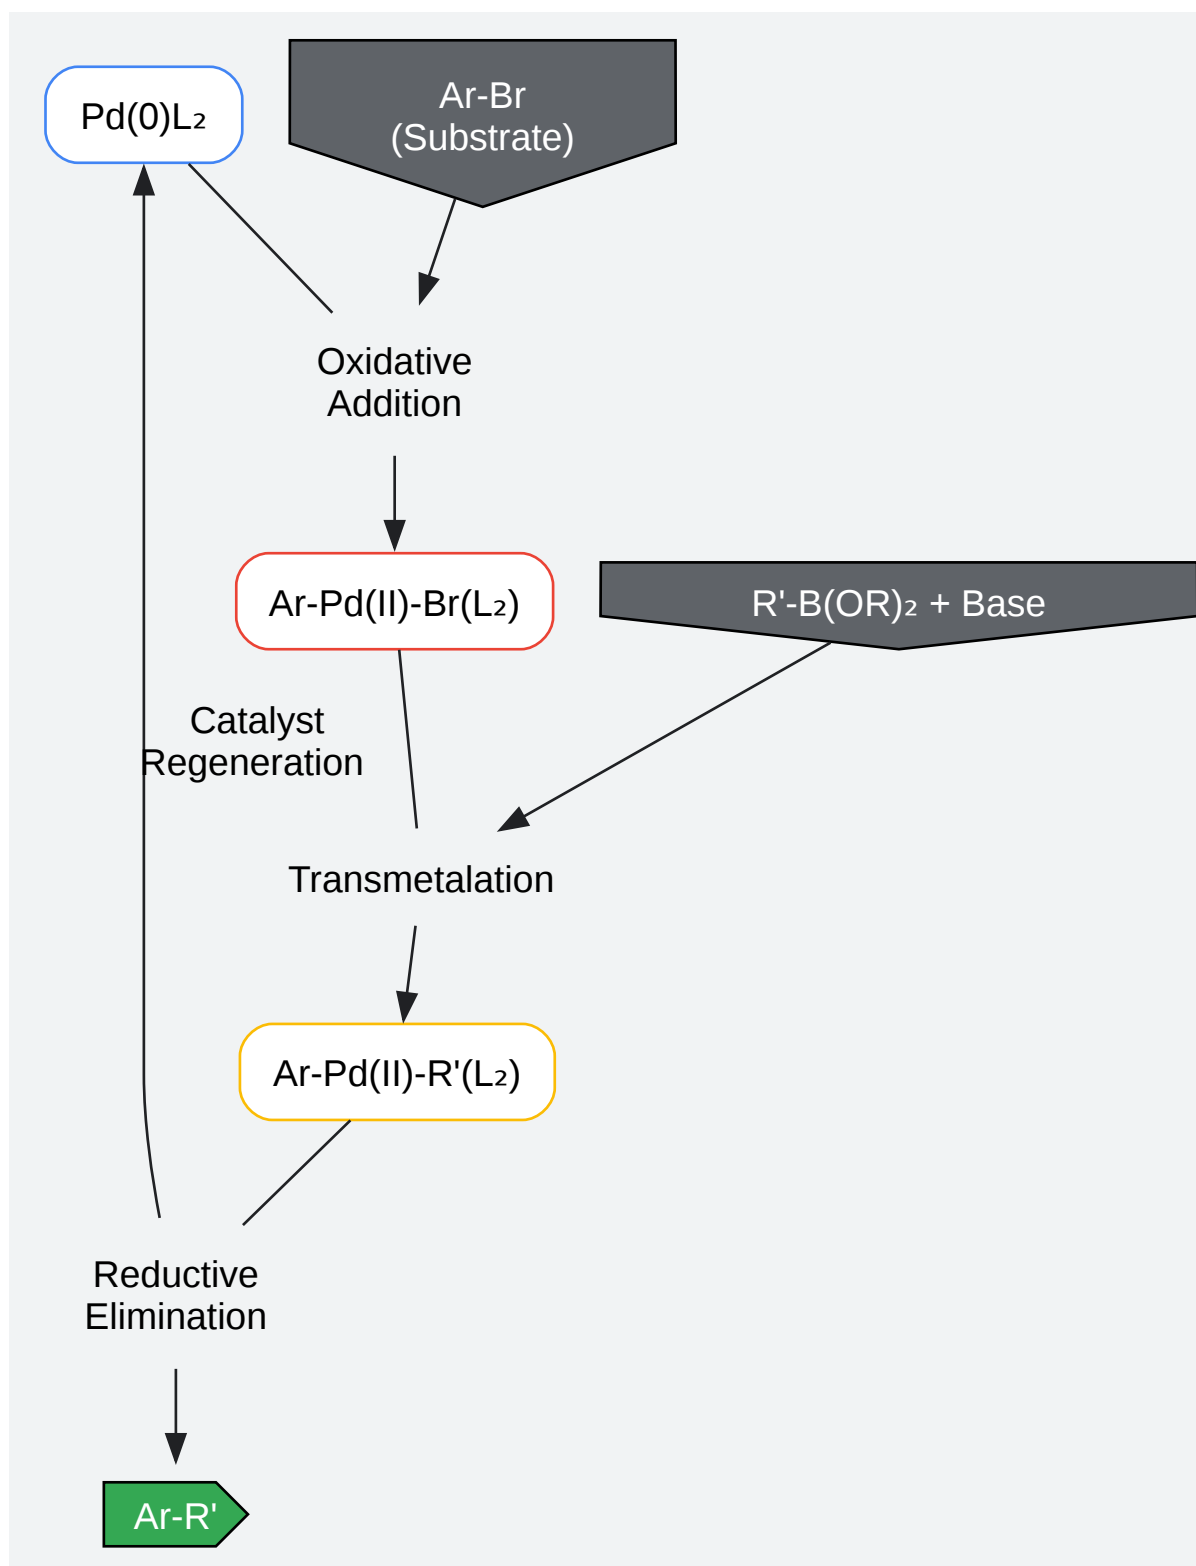 Pd(0)L₂
Ar-Br
(Substrate)
Oxidative
Addition
Ar-Pd(II)-Br(L₂)
R'-B(OR)₂ + Base
Catalyst
Regeneration
Transmetalation
Ar-Pd(II)-R'(L₂)
Reductive
Elimination
Ar-R'